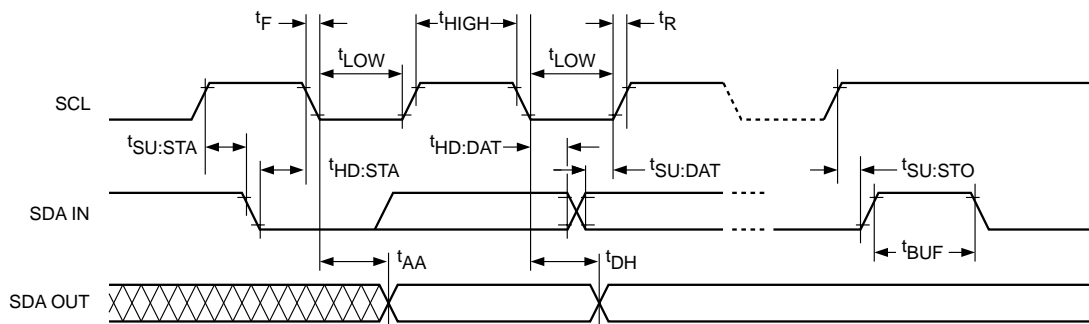 tF tHIGH tR
tLOW tLOW
SCL
tSU:STA tHD:DAT
tHD:STA tSU:DAT tSU:STO
SDA IN
tBUF
tAA tDH
SDA OUT